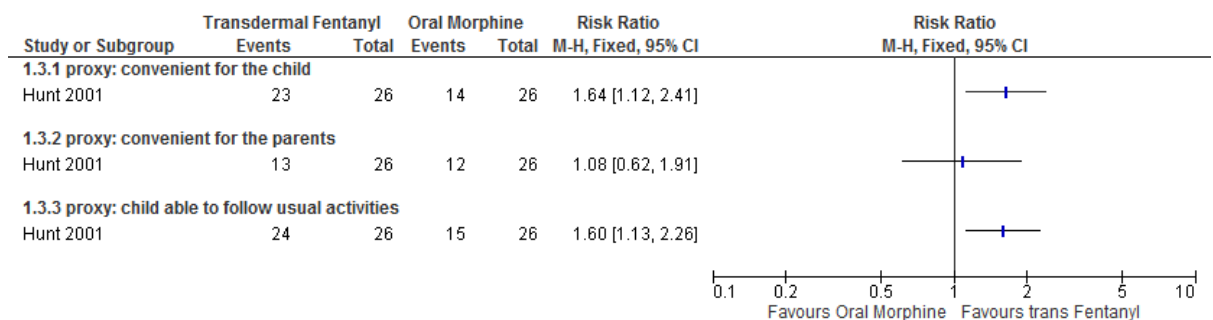 Transdermal Fentanyl Oral Morphine Risk Ratio Risk Ratio
Study or Subgroup Events Total Events Total M-H, Fixed, 95% CI M-H, Fixed, 95% CI
1.3.1 proxy: convenient for the child
Hunt 2001 23 26 14 26 1.64 [1.12, 2.41]
1.3.2 proxy: convenient for the parents
Hunt 2001 13 26 12 26 1.08 [0.62, 1.91]
1.3.3 proxy: child able to follow usual activities
Hunt 2001 24 26 15 26 1.60 [1.13, 2.26]
0.1 0.2 0.5 1 2 5 10
Favours Oral Morphine Favours trans Fentanyl